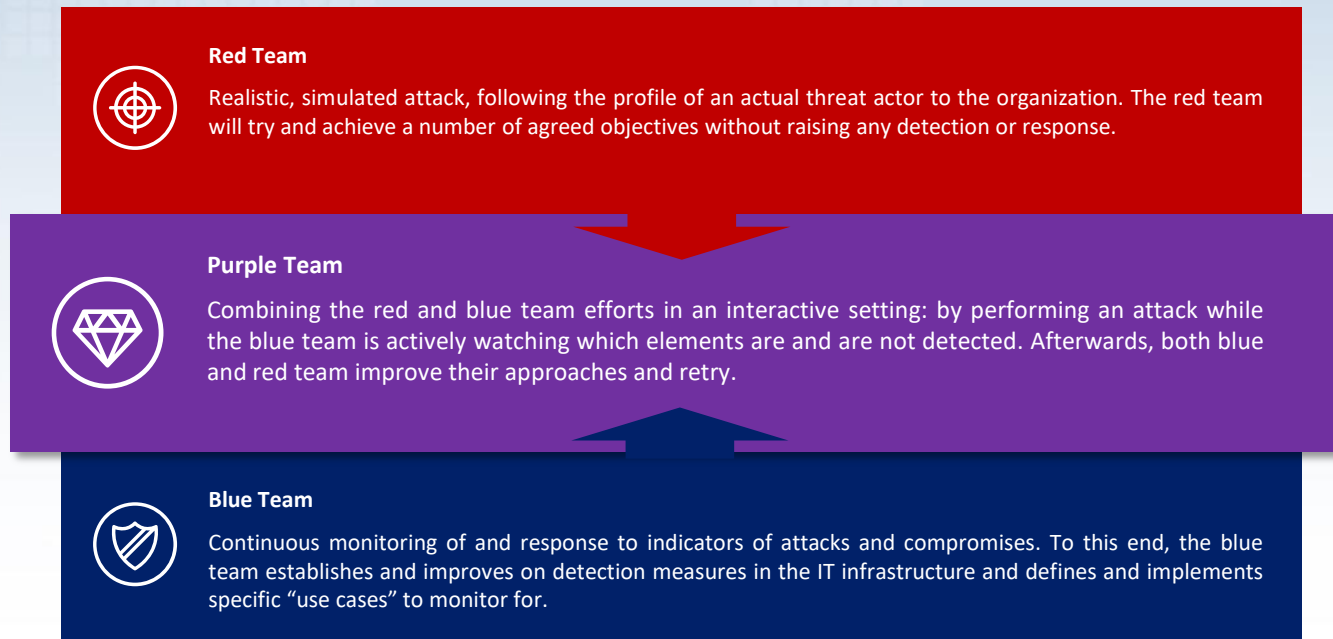 Red Team
Realistic, simulated attack, following the profile of an actual threat actor to the organization. The red team
will try and achieve a number of agreed objectives without raising any detection or response.
Purple Team
Combining the red and blue team efforts in an interactive setting: by performing an attack while
the blue team is actively watching which elements are and are not detected. Afterwards, both blue
and red team improve their approaches and retry.
Blue Team
Continuous monitoring of and response to indicators of attacks and compromises. To this end, the blue
team establishes and improves on detection measures in the IT infrastructure and defines and implements
specific “use cases” to monitor for.